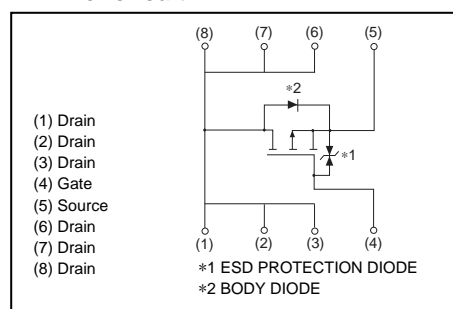 (8) (7) (6) (5)
∗2
∗1
(1) Drain
(2) Drain
(3) Drain
(4) Gate
(5) Source
(6) Drain
(7) Drain
(8) Drain
(1) (2) (3) (4)
∗1 ESD PROTECTION DIODE
∗2 BODY DIODE